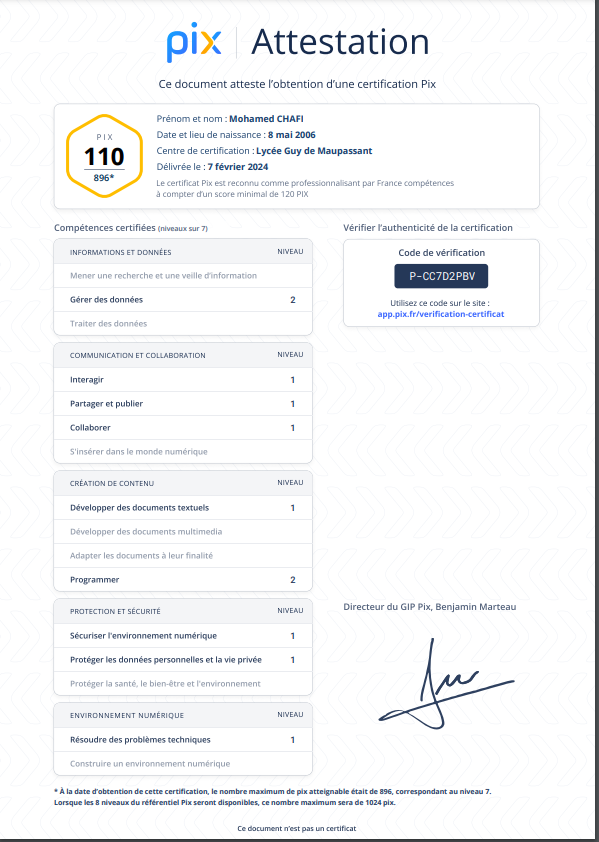 pix Attestation
Ce document atteste l'obtention d'une certification Pix
PIX
110
896*
Prénom et nom : Mohamed CHAFI
Date et lieu de naissance : 8 mai 2006
Centre de certification : Lycée Guy de Maupassant
Délivrée le : 7 février 2024
Le certificat Pix est reconnu comme professionnalisant par France compétences
à compter d'un score minimal de 120 PIX
Compétences certifiées (niveaux sur 7)
INFORMATIONS ET DONNÉES NIVEAU
Mener une recherche et une veille d'information
Gérer des données 2
Traiter des données
COMMUNICATION ET COLLABORATION NIVEAU
Interagir 1
Partager et publier 1
Collaborer 1
S'insérer dans le monde numérique
CRÉATION DE CONTENU NIVEAU
Développer des documents textuels 1
Développer des documents multimedia
Adapter les documents à leur finalité
Programmer 2
PROTECTION ET SÉCURITÉ NIVEAU
Sécuriser l'environnement numérique 1
Protéger les données personnelles et la vie privée 1
Protéger la santé, le bien-être et l'environnement
ENVIRONNEMENT NUMÉRIQUE NIVEAU
Résoudre des problèmes techniques 1
Construire un environnement numérique
Vérifier l'authenticité de la certification
Code de vérification
P-CC7D2PBV
Utilisez ce code sur le site :
app.pix.fr/verification-certificat
Directeur du GIP Pix, Benjamin Marteau
* À la date d'obtention de cette certification, le nombre maximum de pix atteignable était de 896, correspondant au niveau 7.
Lorsque les 8 niveaux du référentiel Pix seront disponibles, ce nombre maximum sera de 1024 pix.
Ce document n'est pas un certificat